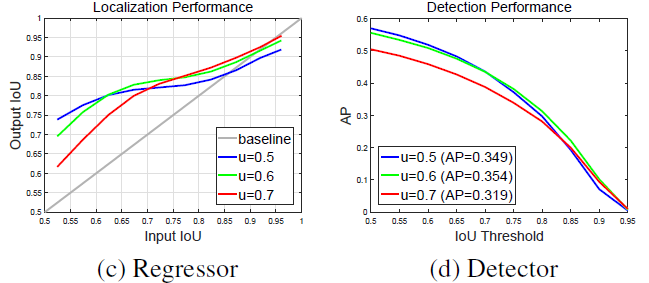 Localization Performance
Output IoU
1
0.95
0.9
0.85
0.8
0.75
0.7
0.65
0.6
0.55
0.5
0.5 0.55 0.6 0.65 0.7 0.75 0.8 0.85 0.9 0.95 1
Input IoU
baseline
u=0.5
u=0.6
u=0.7
(c) Regressor
Detection Performance
AP
0.6
0.5
0.4
0.3
0.2
0.1
0
0.5 0.55 0.6 0.65 0.7 0.75 0.8 0.85 0.9 0.95
IoU Threshold
u=0.5 (AP=0.349)
u=0.6 (AP=0.354)
u=0.7 (AP=0.319)
(d) Detector